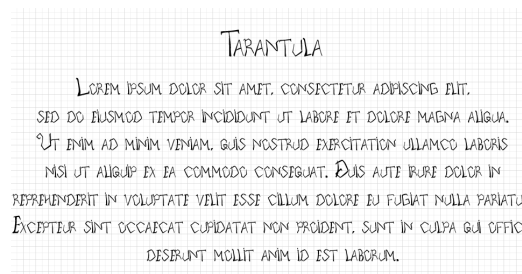 Tarantula
Lorem ipsum dolor sit amet, consectetur adipiscing elit,
sed do eiusmod tempor incididunt ut labore et dolore magna aliqua.
Ut enim ad minim veniam, quis nostrud exercitation ullamco laboris
nisi ut aliquip ex ea commodo consequat. Duis aute irure dolor in
reprehenderit in voluptate velit esse cillum dolore eu fugiat nulla pariatu
Excepteur sint occaecat cupidatat non proident, sunt in culpa qui offic
deserunt mollit anim id est laborum.